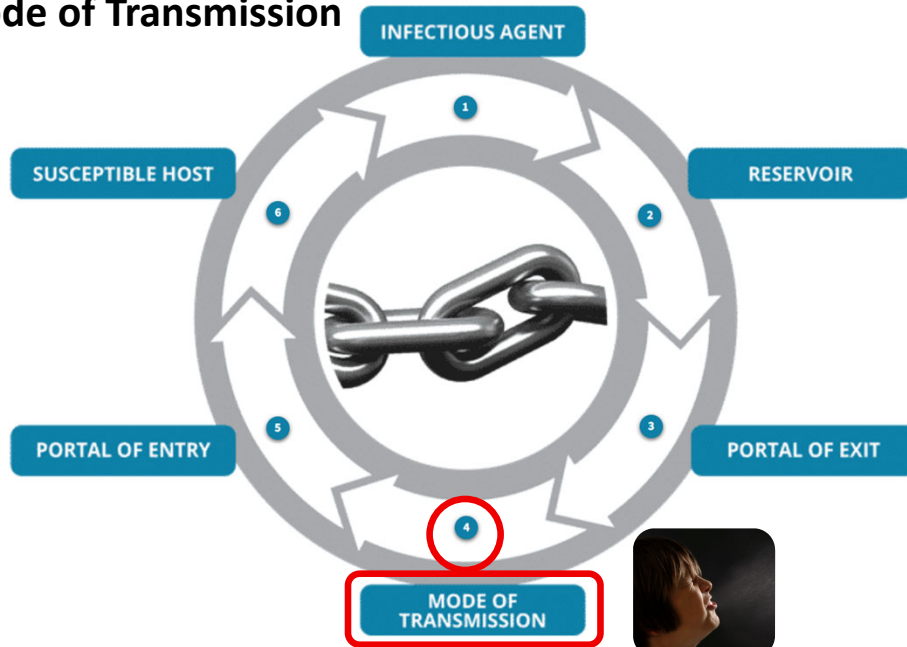 Mode of Transmission
INFECTIOUS AGENT
1
SUSCEPTIBLE HOST
RESERVOIR
6
2
5
3
PORTAL OF ENTRY
PORTAL OF EXIT
4
MODE OF
TRANSMISSION